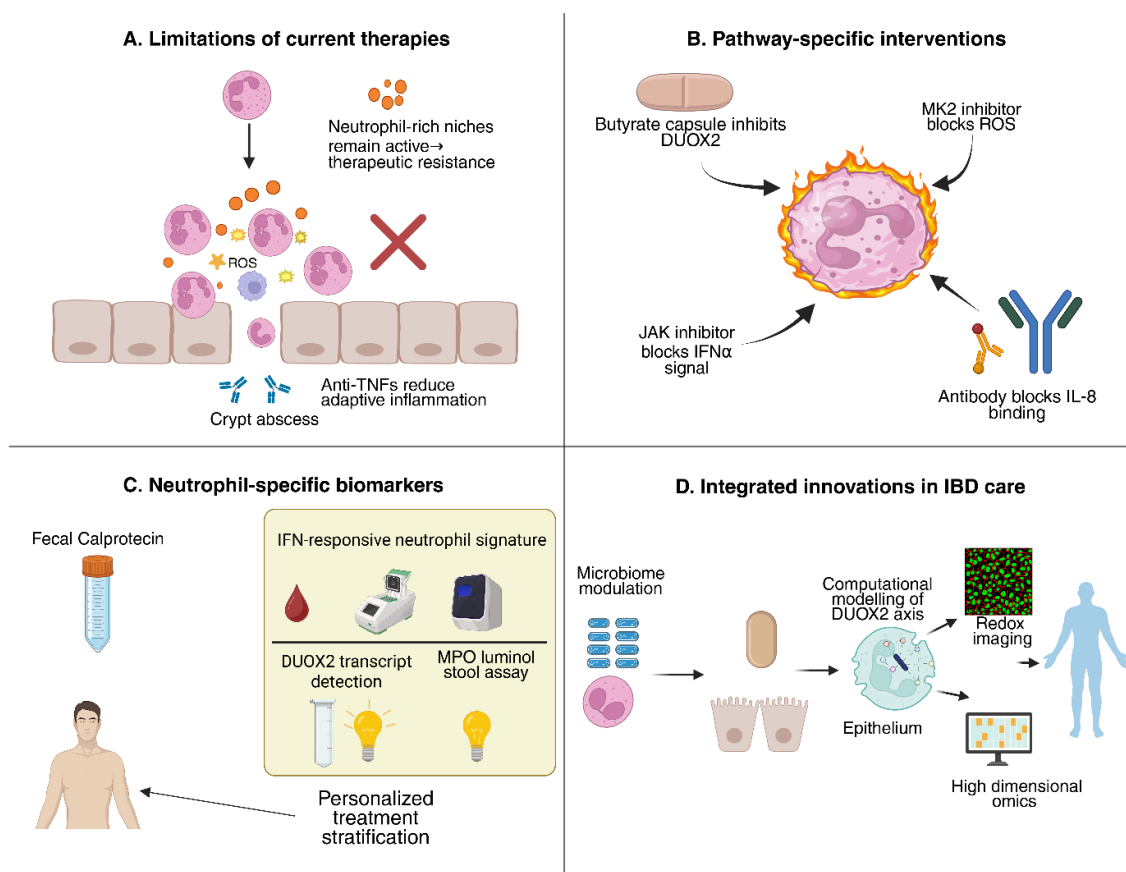 A. Limitations of current therapies
Neutrophil-rich niches
remain active→
therapeutic resistance
ROS
Anti-TNFs reduce
adaptive inflammation
Crypt abscess
B. Pathway-specific interventions
Butyrate capsule inhibits
DUOX2
MK2 inhibitor
blocks ROS
JAK inhibitor
blocks IFNα
signal
Antibody blocks IL-8
binding
C. Neutrophil-specific biomarkers
Fecal Calprotecin
IFN-responsive neutrophil signature
DUOX2 transcript
detection
MPO luminol
stool assay
Personalized
treatment
stratification
D. Integrated innovations in IBD care
Microbiome
modulation
Computational
modelling of
DUOX2 axis
Epithelium
Redox
imaging
High dimensional
omics